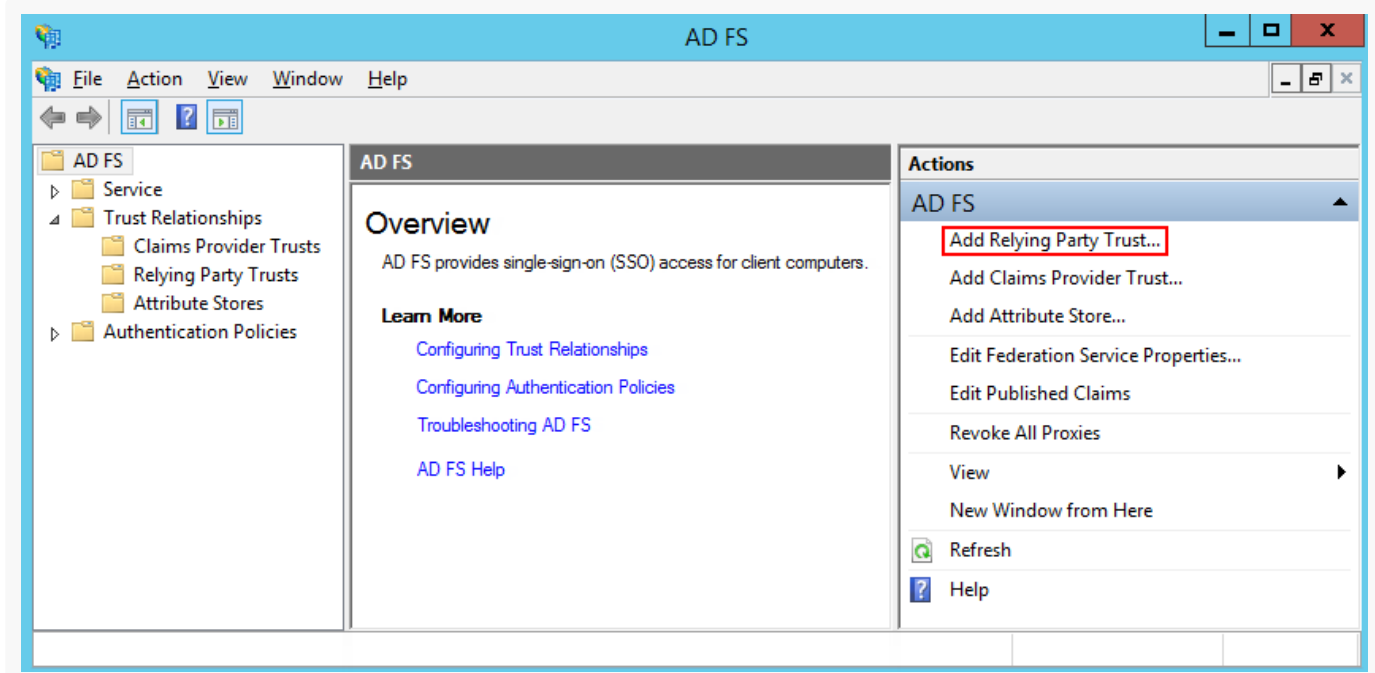 AD FS
File Action View Window Help
AD FS
Service
Trust Relationships
Claims Provider Trusts
Relying Party Trusts
Attribute Stores
Authentication Policies
AD FS
Overview
AD FS provides single-sign-on (SSO) access for client computers.
Learn More
Configuring Trust Relationships
Configuring Authentication Policies
Troubleshooting AD FS
AD FS Help
Actions
AD FS
Add Relying Party Trust...
Add Claims Provider Trust...
Add Attribute Store...
Edit Federation Service Properties...
Edit Published Claims
Revoke All Proxies
View
New Window from Here
Refresh
Help